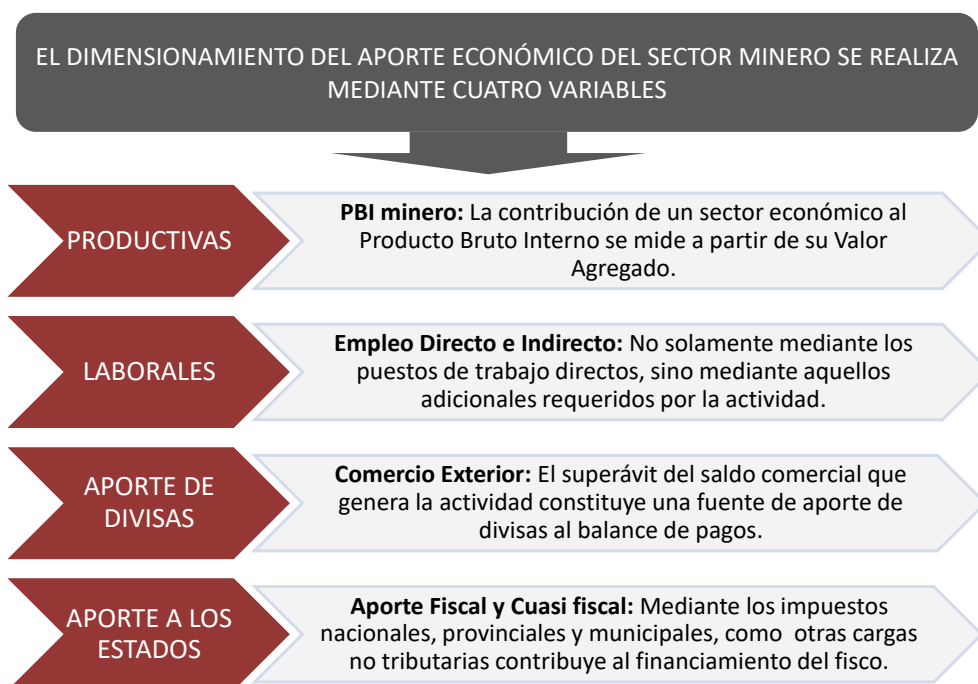 EL DIMENSIONAMIENTO DEL APORTE ECONÓMICO DEL SECTOR MINERO SE REALIZA
MEDIANTE CUATRO VARIABLES
PRODUCTIVAS
PBI minero: La contribución de un sector económico al
Producto Bruto Interno se mide a partir de su Valor
Agregado.
LABORALES
Empleo Directo e Indirecto: No solamente mediante los
puestos de trabajo directos, sino mediante aquellos
adicionales requeridos por la actividad.
APORTE DE
DIVISAS
Comercio Exterior: El superávit del saldo comercial que
genera la actividad constituye una fuente de aporte de
divisas al balance de pagos.
APORTE A LOS
ESTADOS
Aporte Fiscal y Cuasi fiscal: Mediante los impuestos
nacionales, provinciales y municipales, como otras cargas
no tributarias contribuye al financiamiento del fisco.